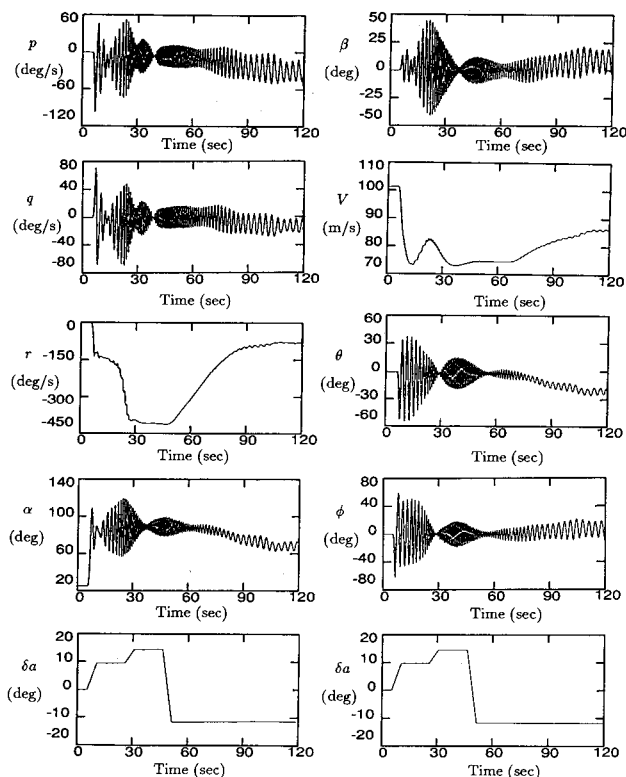 p
(deg/s)
60
0
-60
-120
0 30 60 90 120
Time (sec)
β
(deg)
50
25
0
-25
-50
0 30 60 90 120
Time (sec)
q
(deg/s)
80
40
0
-40
-80
0 30 60 90 120
Time (sec)
V
(m/s)
110
100
90
80
70
0 30 60 90 120
Time (sec)
r
(deg/s)
0
-150
-300
-450
0 30 60 90 120
Time (sec)
θ
(deg)
60
30
0
-30
-60
0 30 60 90 120
Time (sec)
α
(deg)
140
100
60
20
0 30 60 90 120
Time (sec)
ϕ
(deg)
80
40
0
-40
-80
0 30 60 90 120
Time (sec)
δa
(deg)
20
10
0
-10
-20
0 30 60 90 120
Time (sec)
δa
(deg)
20
10
0
-10
-20
0 30 60 90 120
Time (sec)